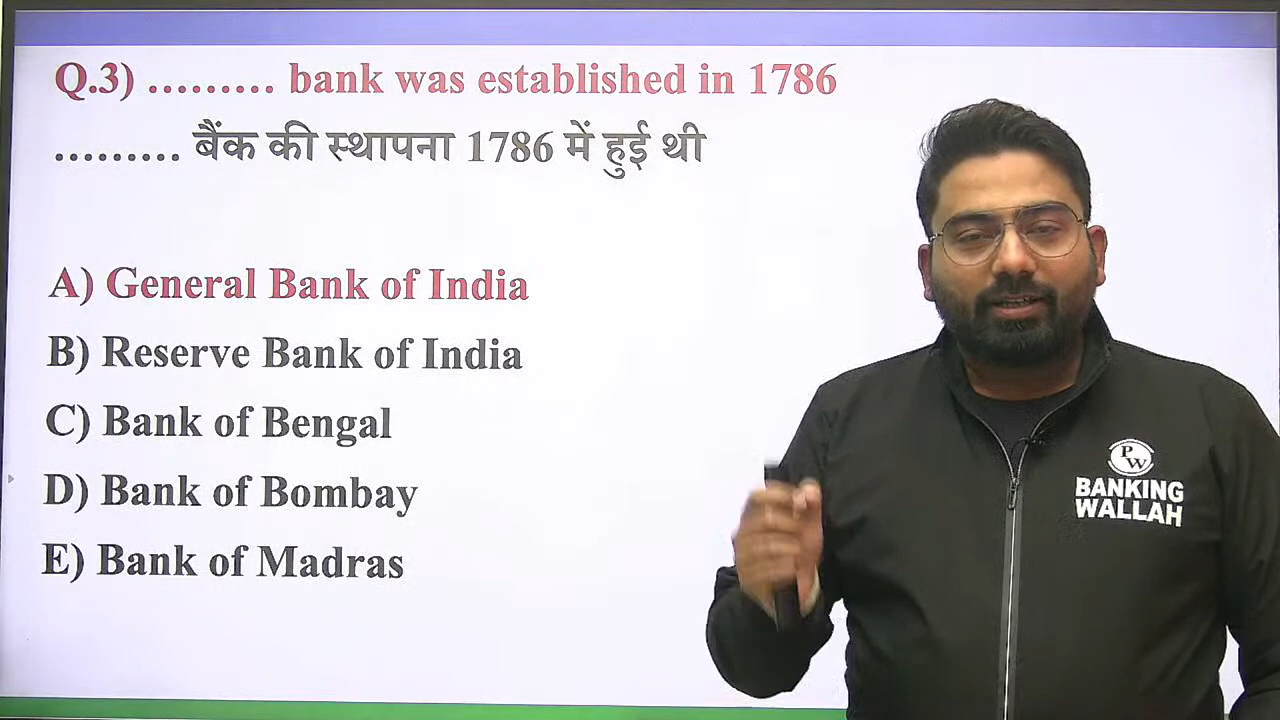 Q.3) ......... bank was established in 1786
......... बैंक की स्थापना 1786 में हुई थी
A) General Bank of India
B) Reserve Bank of India
C) Bank of Bengal
D) Bank of Bombay
E) Bank of Madras
PW
BANKING
WALLAH